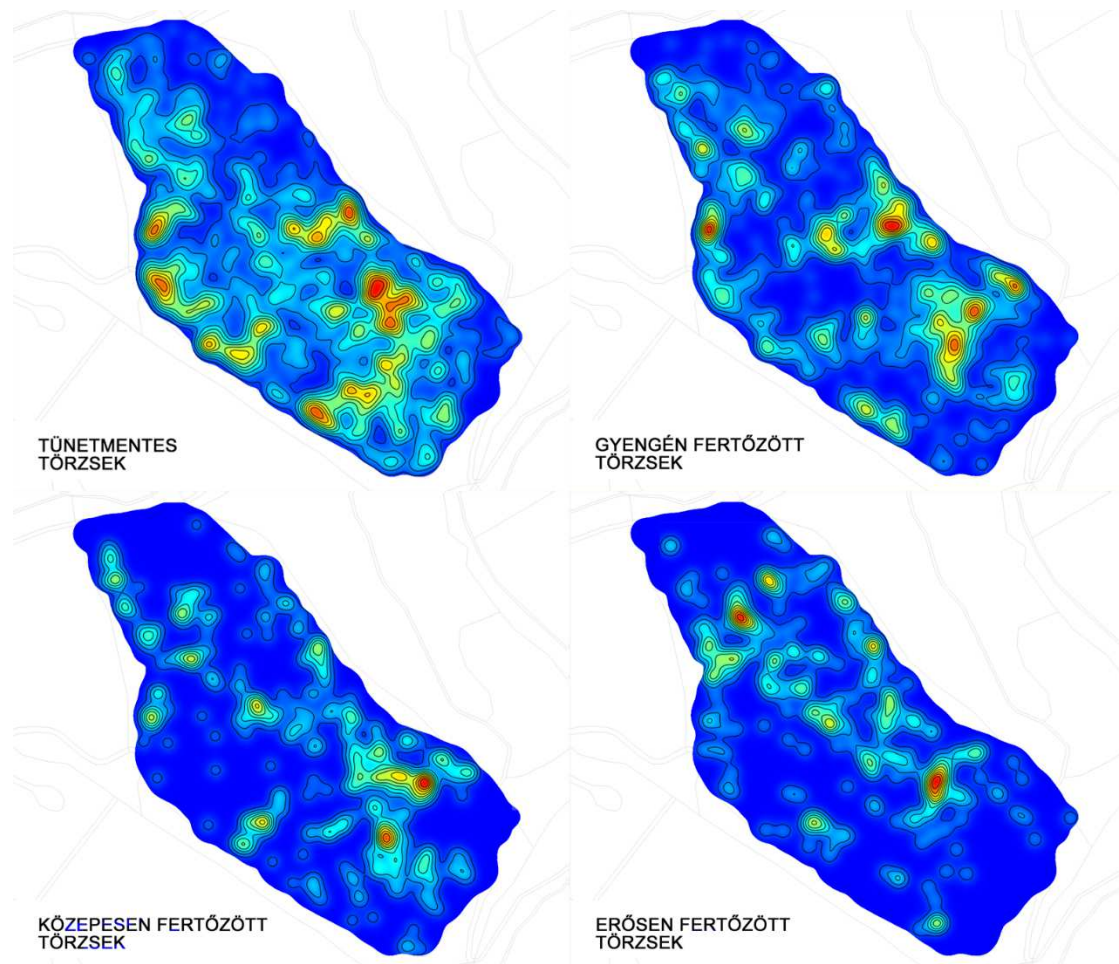 TÜNETMENTES
TÖRZSEK
GYENGÉN FERTŐZÖTT
TÖRZSEK
KÖZEPESEN FERTŐZÖTT
TÖRZSEK
ERŐSEN FERTŐZÖTT
TÖRZSEK